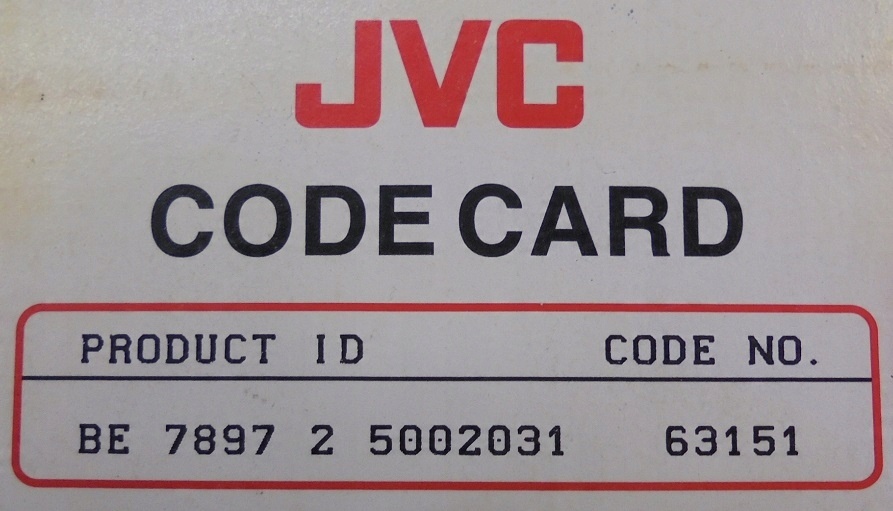 JVC
CODE CARD
PRODUCT ID CODE NO.
BE 7897 2 5002031 63151